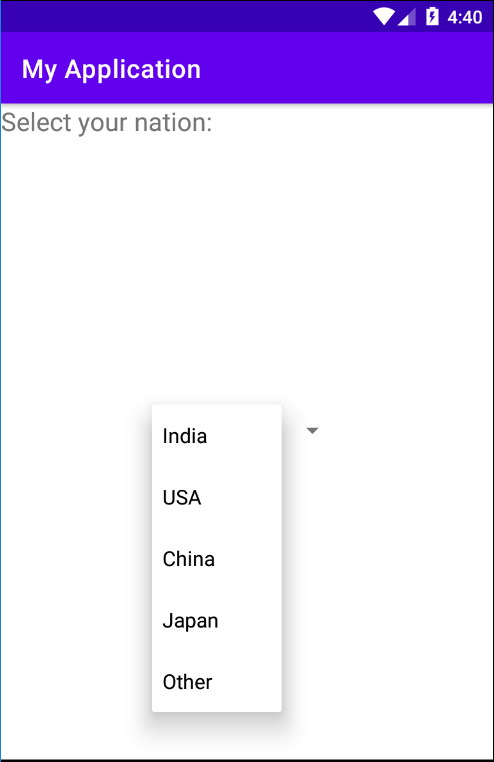 4:40
My Application
Select your nation:
India
USA
China
Japan
Other